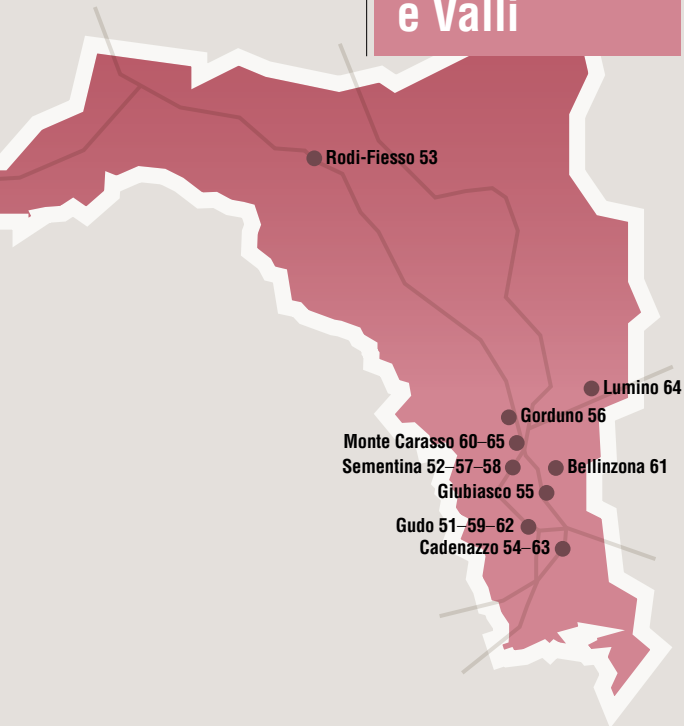 e Valli
Rodi-Fiesso 53
Lumino 64
Gorduno 56
Monte Carasso 60–65
Sementina 52–57–58
Bellinzona 61
Giubiasco 55
Gudo 51–59–62
Cadenazzo 54–63